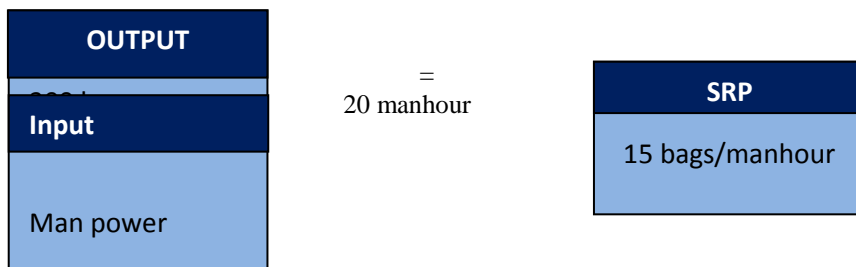 OUTPUT
Input
Man power
=
20 manhour
SRP
15 bags/manhour